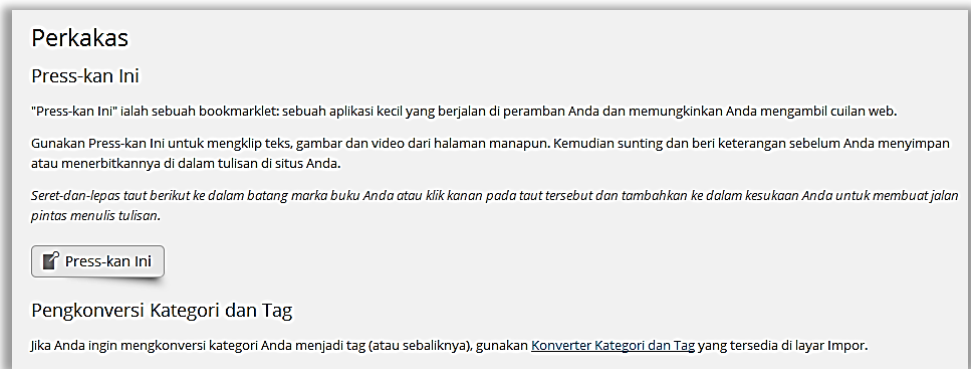 Perkakas
Press-kan Ini
"Press-kan Ini" ialah sebuah bookmarklet: sebuah aplikasi kecil yang berjalan di peramban Anda dan memungkinkan Anda mengambil cuilan web.
Gunakan Press-kan Ini untuk mengklip teks, gambar dan video dari halaman manapun. Kemudian sunting dan beri keterangan sebelum Anda menyimpan
atau menerbitkannya di dalam tulisan di situs Anda.
Seret-dan-lepas taut berikut ke dalam batang marka buku Anda atau klik kanan pada taut tersebut dan tambahkan ke dalam kesukaan Anda untuk membuat jalan
pintas menulis tulisan.
Press-kan Ini
Pengkonversi Kategori dan Tag
Jika Anda ingin mengkonversi kategori Anda menjadi tag (atau sebaliknya), gunakan Konverter Kategori dan Tag yang tersedia di layar Impor.